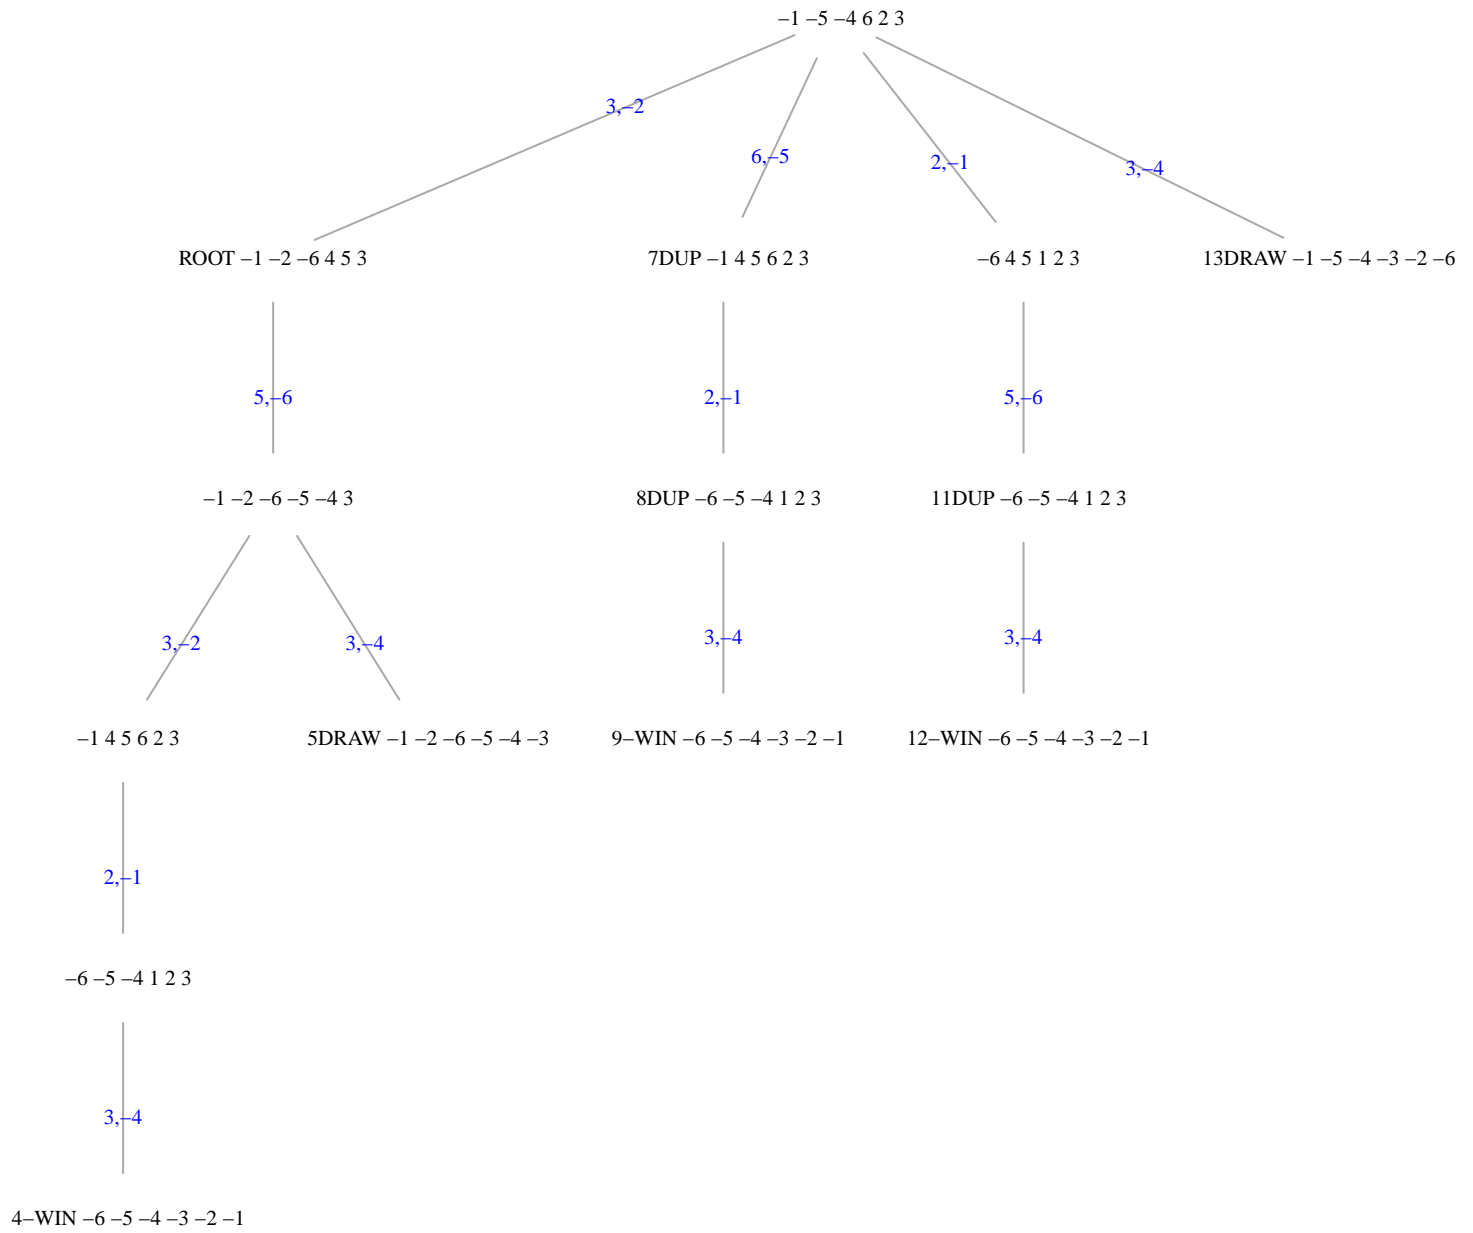 –1 –5 –4 6 2 3
3,–2
6,–5
2,–1
3,–4
ROOT –1 –2 –6 4 5 3
7DUP –1 4 5 6 2 3
–6 4 5 1 2 3
13DRAW –1 –5 –4 –3 –2 –6
5,–6
2,–1
5,–6
–1 –2 –6 –5 –4 3
8DUP –6 –5 –4 1 2 3
11DUP –6 –5 –4 1 2 3
3,–2
3,–4
3,–4
3,–4
–1 4 5 6 2 3
5DRAW –1 –2 –6 –5 –4 –3
9–WIN –6 –5 –4 –3 –2 –1
12–WIN –6 –5 –4 –3 –2 –1
2,–1
–6 –5 –4 1 2 3
3,–4
4–WIN –6 –5 –4 –3 –2 –1